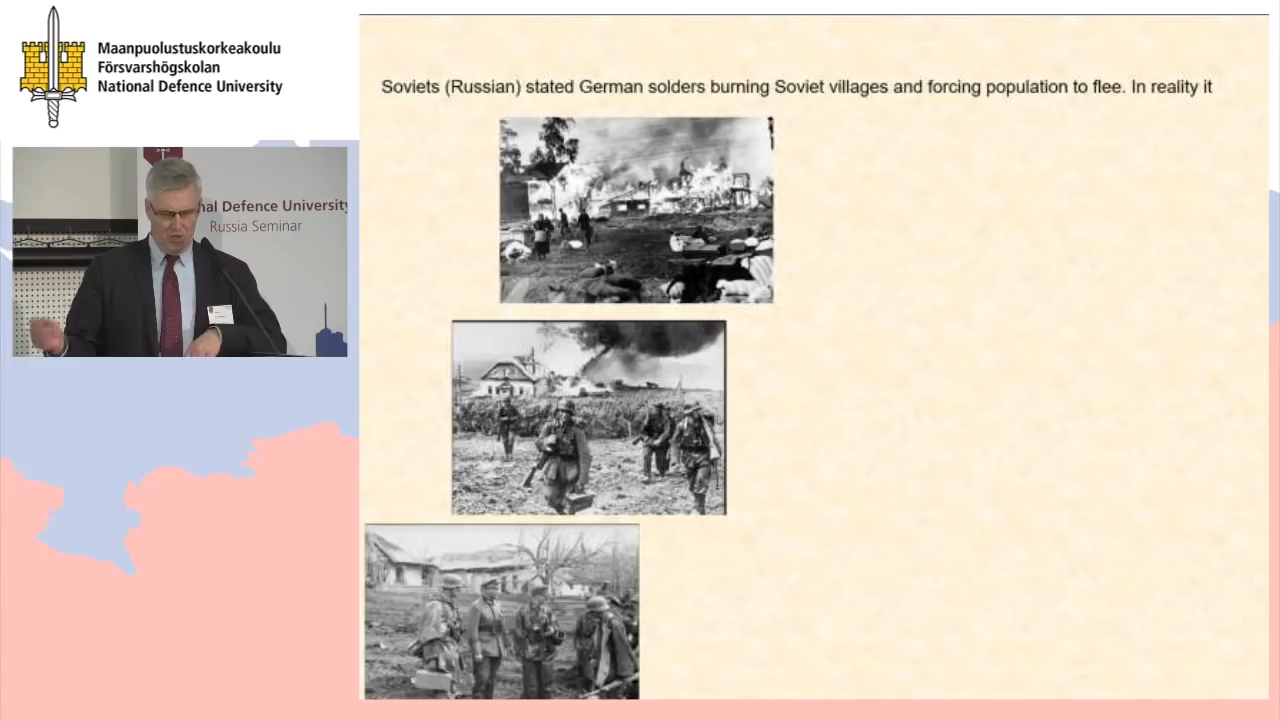 Maanpuolustuskorkeakoulu
Försvarshögskolan
National Defence University
nal Defence University
Russia Seminar
Soviets (Russian) stated German solders burning Soviet villages and forcing population to flee. In reality it